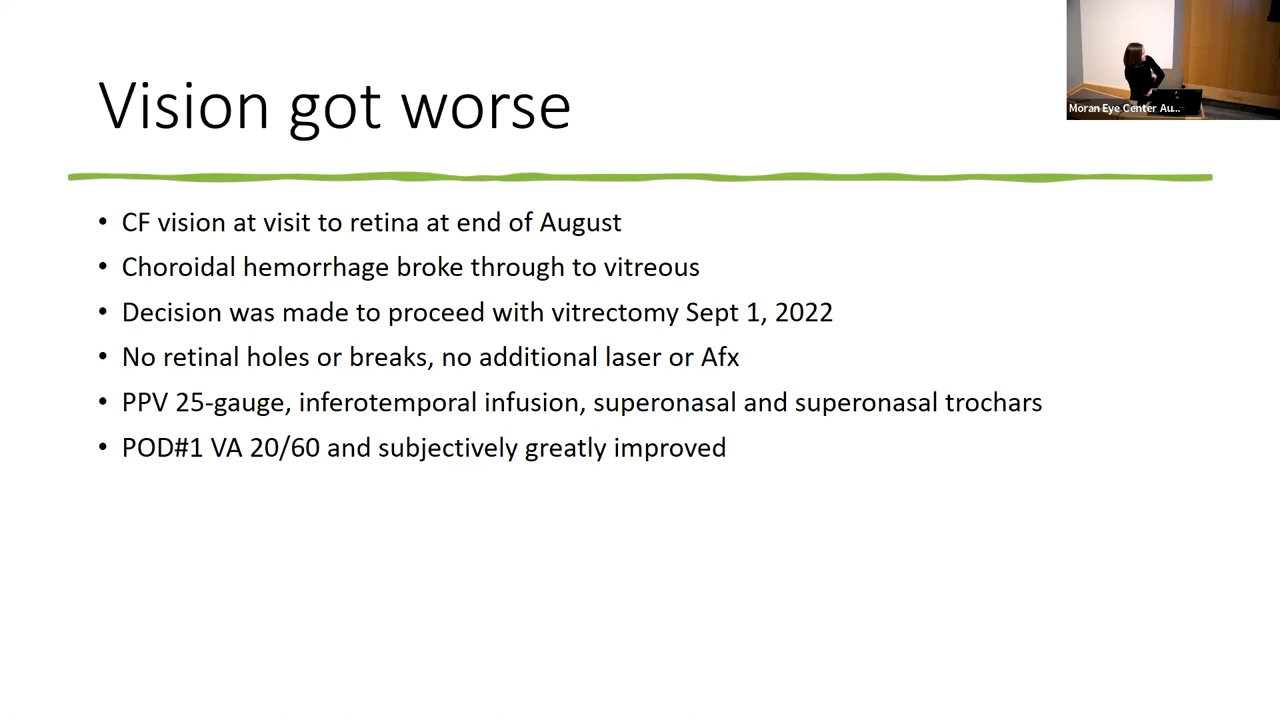 Vision got worse
Moran Eye Center Au...
• CF vision at visit to retina at end of August
• Choroidal hemorrhage broke through to vitreous
• Decision was made to proceed with vitrectomy Sept 1, 2022
• No retinal holes or breaks, no additional laser or Afx
• PPV 25-gauge, inferotemporal infusion, superonasal and superonasal trochars
• POD#1 VA 20/60 and subjectively greatly improved